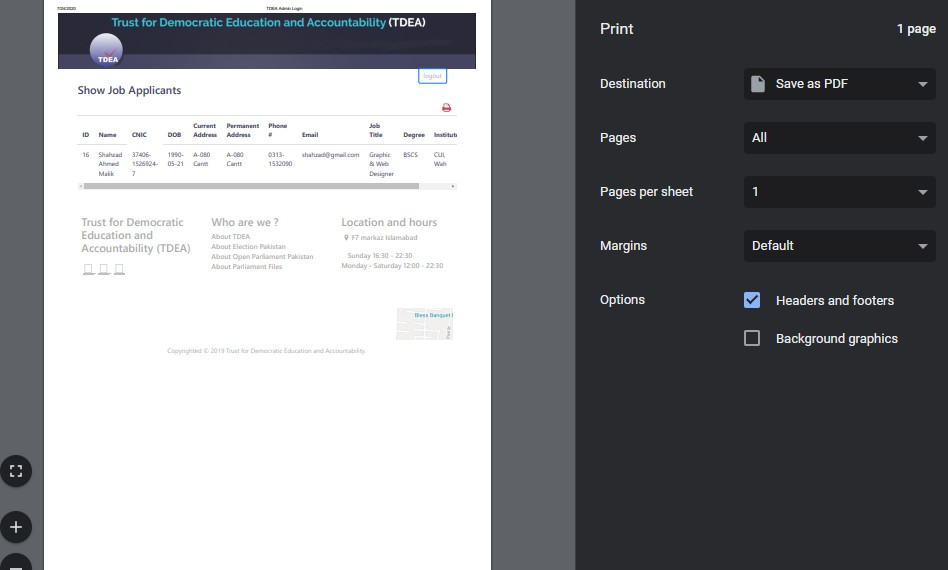 7/24/2020 TDEA Admin Login
Trust for Democratic Education and Accountability (TDEA)
TDEA
logout
Show Job Applicants
ID Name CNIC DOB Current Address Permanent Address Phone # Email Job Title Degree Institut
16 Shahzad Ahmed Malik 37406-1526924-7 1990-05-21 A-080 Cantt A-080 Cantt 0313-1532090 shahzad@gmail.com Graphic & Web Designer BSCS CUI, Wah
Trust for Democratic
Education and
Accountability (TDEA)
Who are we ?
About TDEA
About Election Pakistan
About Open Parliament Pakistan
About Parliament Files
Location and hours
F7 markaz Islamabad
Sunday 16:30 - 22:30
Monday - Saturday 12:00 - 22:30
Bless Banquet
Copyrighted © 2019 Trust for Democratic Education and Accountability.
Print 1 page
Destination Save as PDF
Pages All
Pages per sheet 1
Margins Default
Options Headers and footers
Background graphics